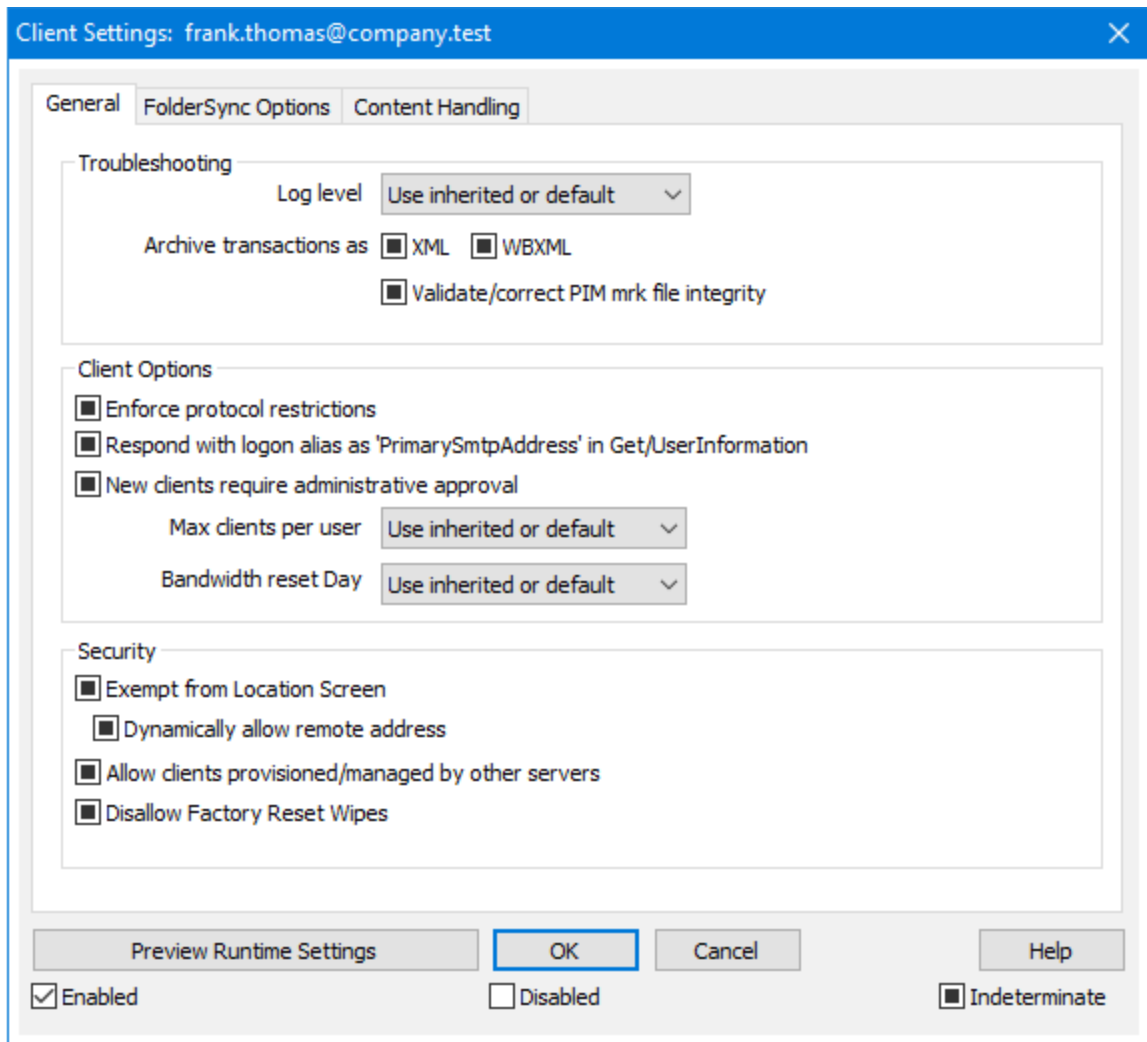 Client Settings: frank.thomas@company.test
General FolderSync Options Content Handling
Troubleshooting
Log level Use inherited or default
Archive transactions as XML WBXML
Validate/correct PIM mrk file integrity
Client Options
Enforce protocol restrictions
Respond with logon alias as 'PrimarySmtpAddress' in Get/UserInformation
New clients require administrative approval
Max clients per user Use inherited or default
Bandwidth reset Day Use inherited or default
Security
Exempt from Location Screen
Dynamically allow remote address
Allow clients provisioned/managed by other servers
Disallow Factory Reset Wipes
Preview Runtime Settings OK Cancel Help
Enabled Disabled Indeterminate